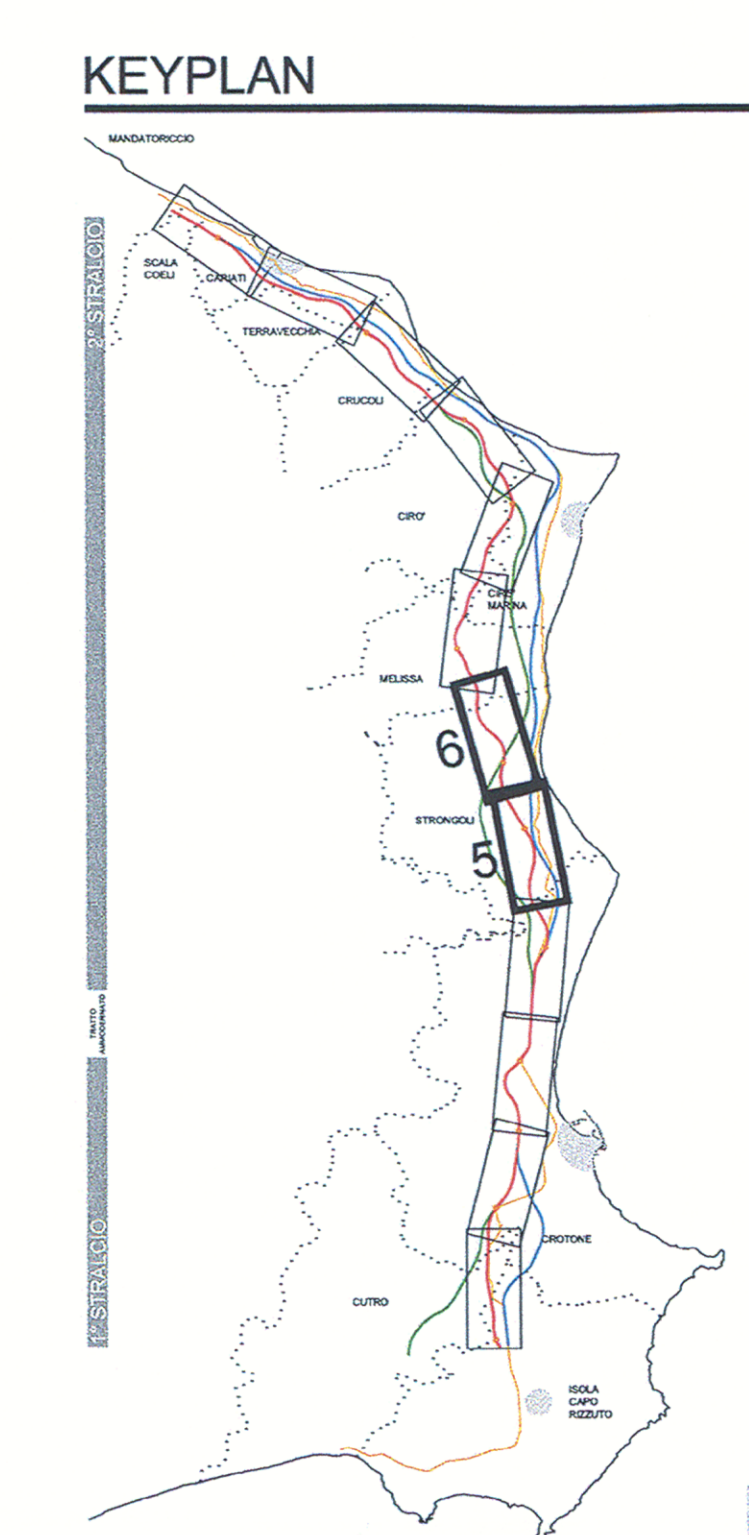 KEYPLAN
MANDATORICCIO
2° STRALCIO
SCALA
COELI
CARIATI
TERRAVECCHIA
CRUCOLI
CIRO'
CIRO'
MARINA
MELISSA
6
STRONGOLI
5
TRATTO
AMMODERNATO
1° STRALCIO
CROTONE
CUTRO
ISOLA
CAPO
RIZZUTO